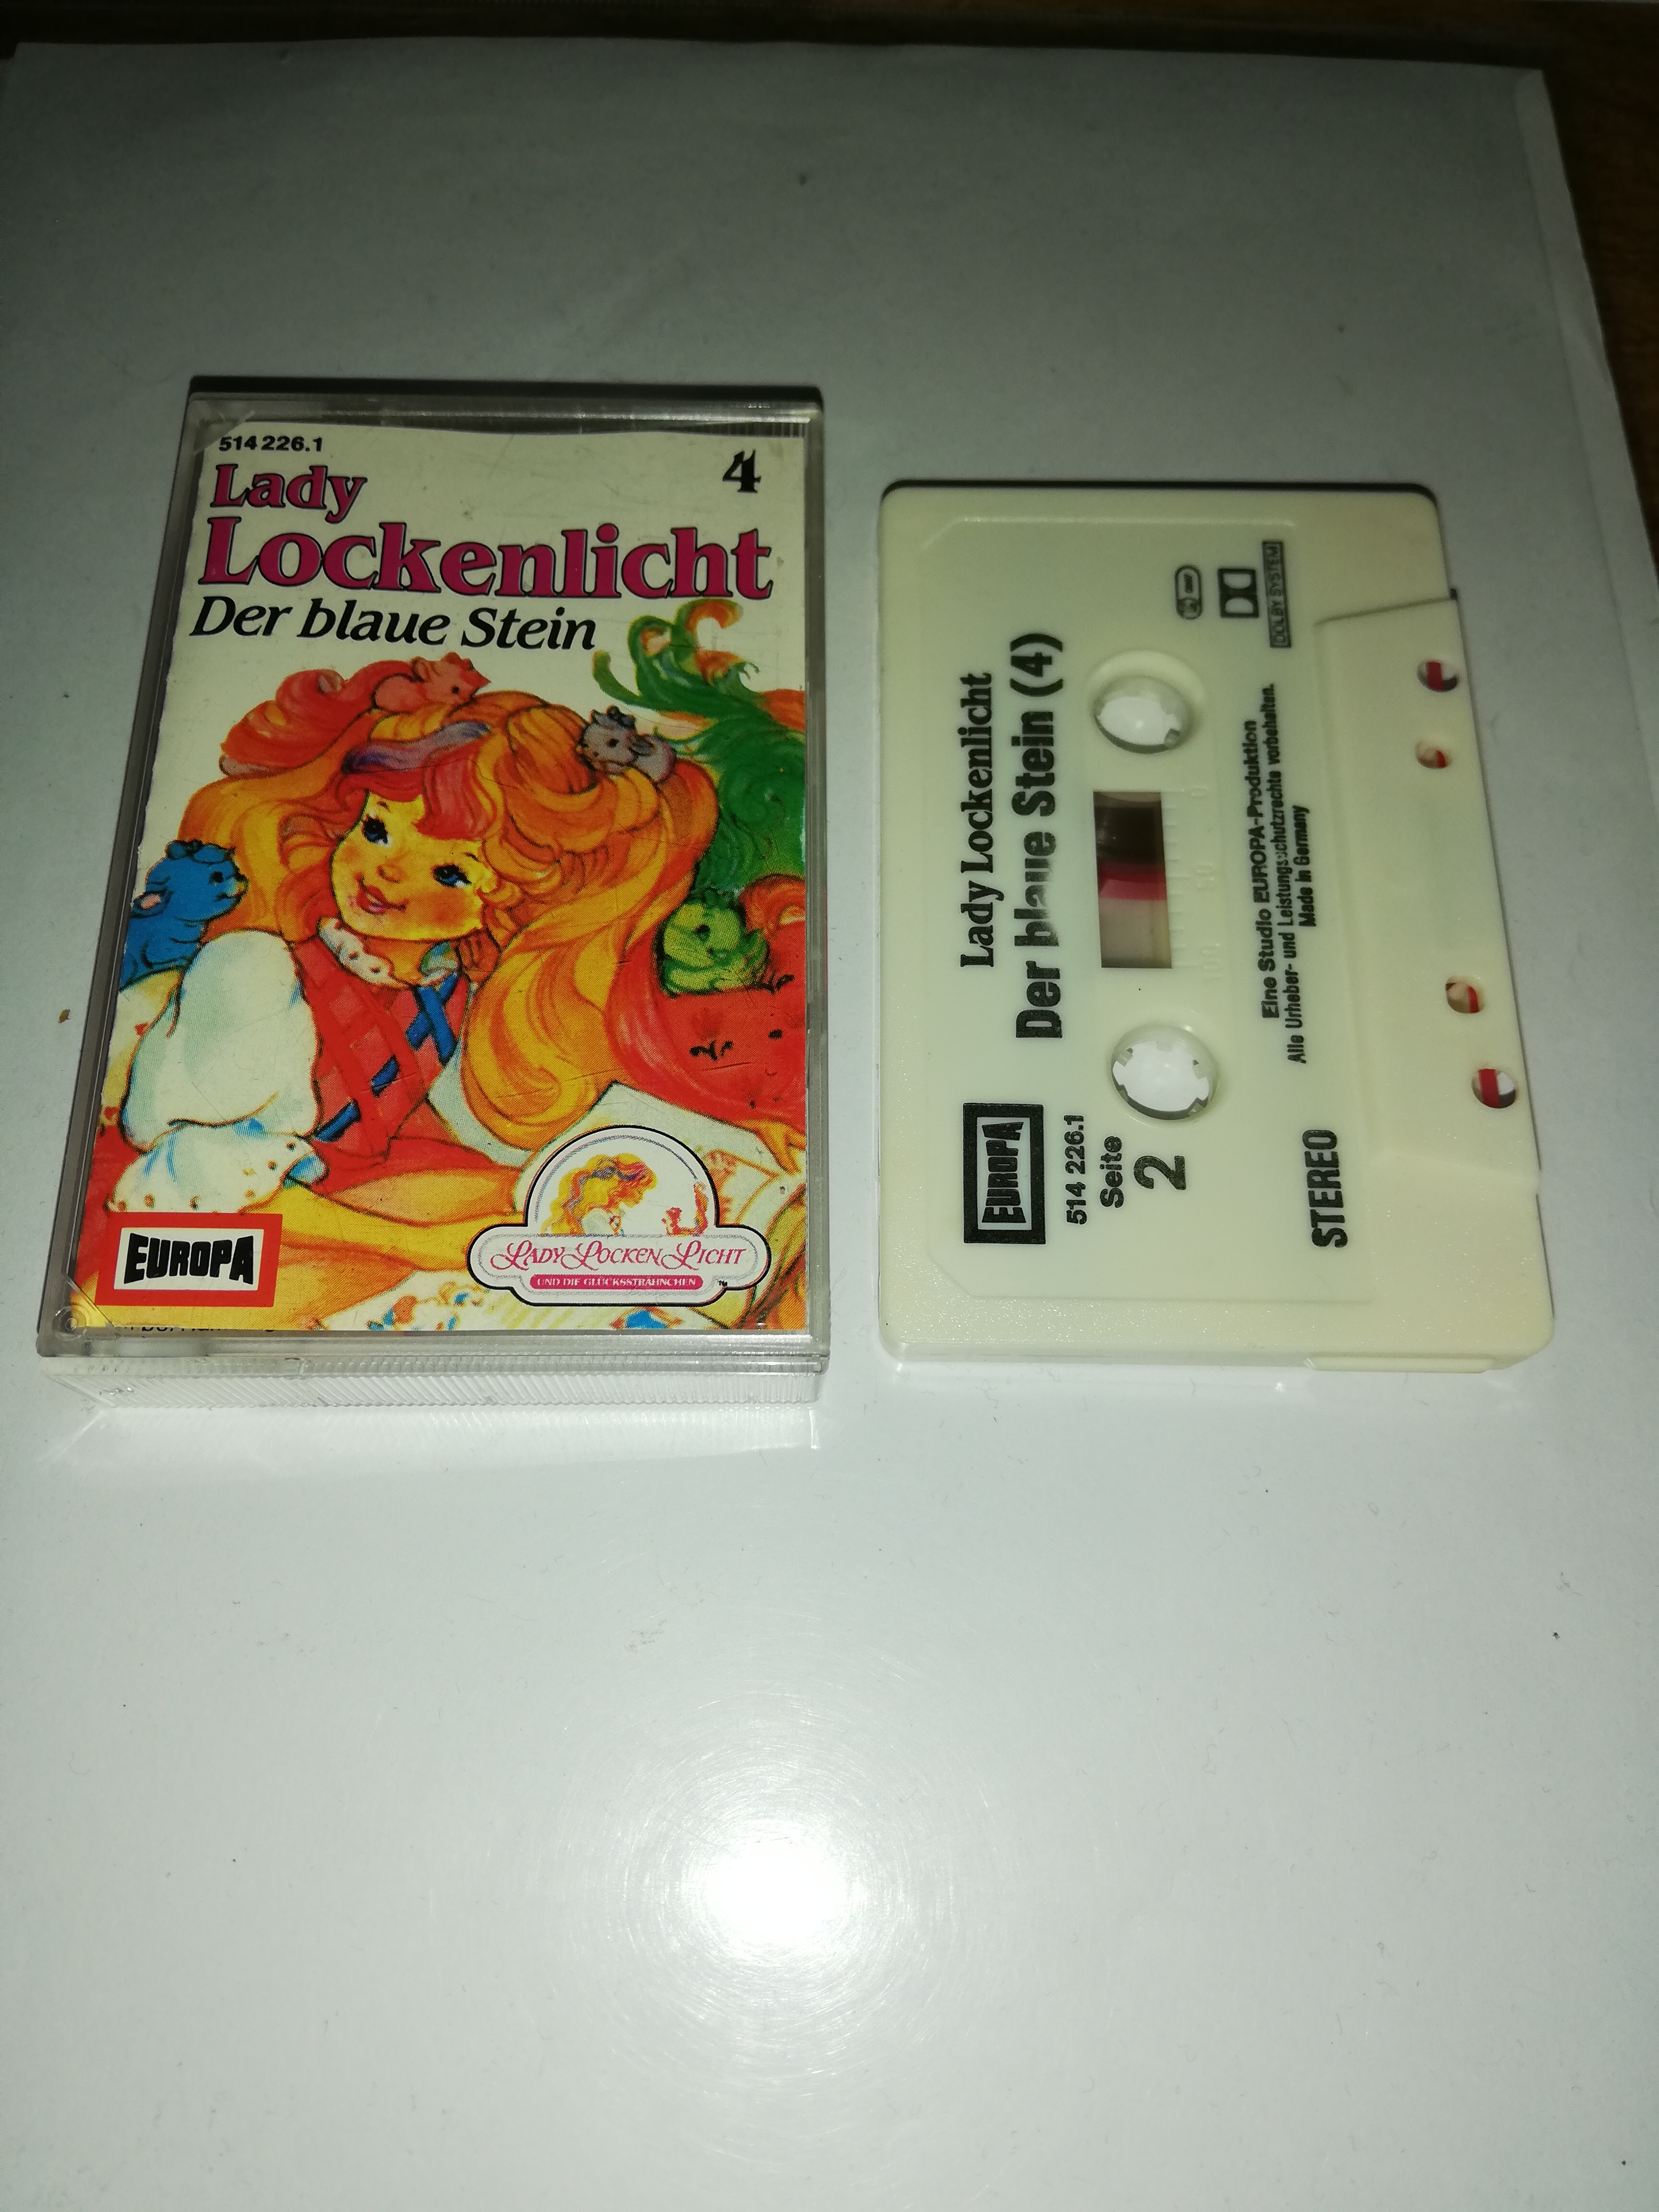 514 226.1
4
Lady
Lockenlicht
Der blaue Stein
EUROPA
LADY LOCKEN LICHT
UND DIE GLÜCKSSTRÄHNCHEN
TM
Lady Lockenlicht
Der blaue Stein (4)
EUROPA
514 226.1
Seite
2
DOLBY SYSTEM
Eine Studio EUROPA-Produktion
Alle Urheber- und Leistungsschutzrechte vorbehalten.
Made in Germany
STEREO